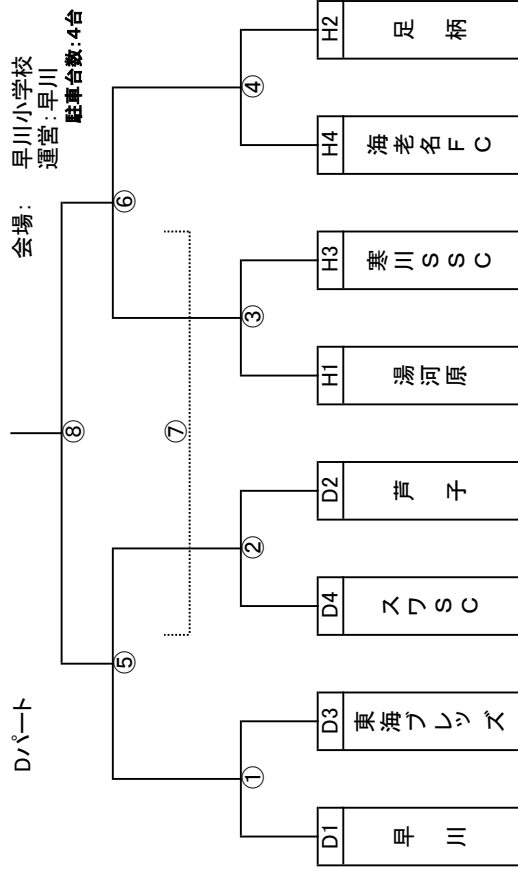 Dパート
会場: 早川小学校
運営:早川
駐車台数:4台
⑧
⑤
⑥
⑦
①
②
③
④
D1
D3
D4
D2
H1
H3
H4
H2
早川
東海ブレッズ
スワSC
芦子
湯河原
寒川SSC
海老名FC
足柄